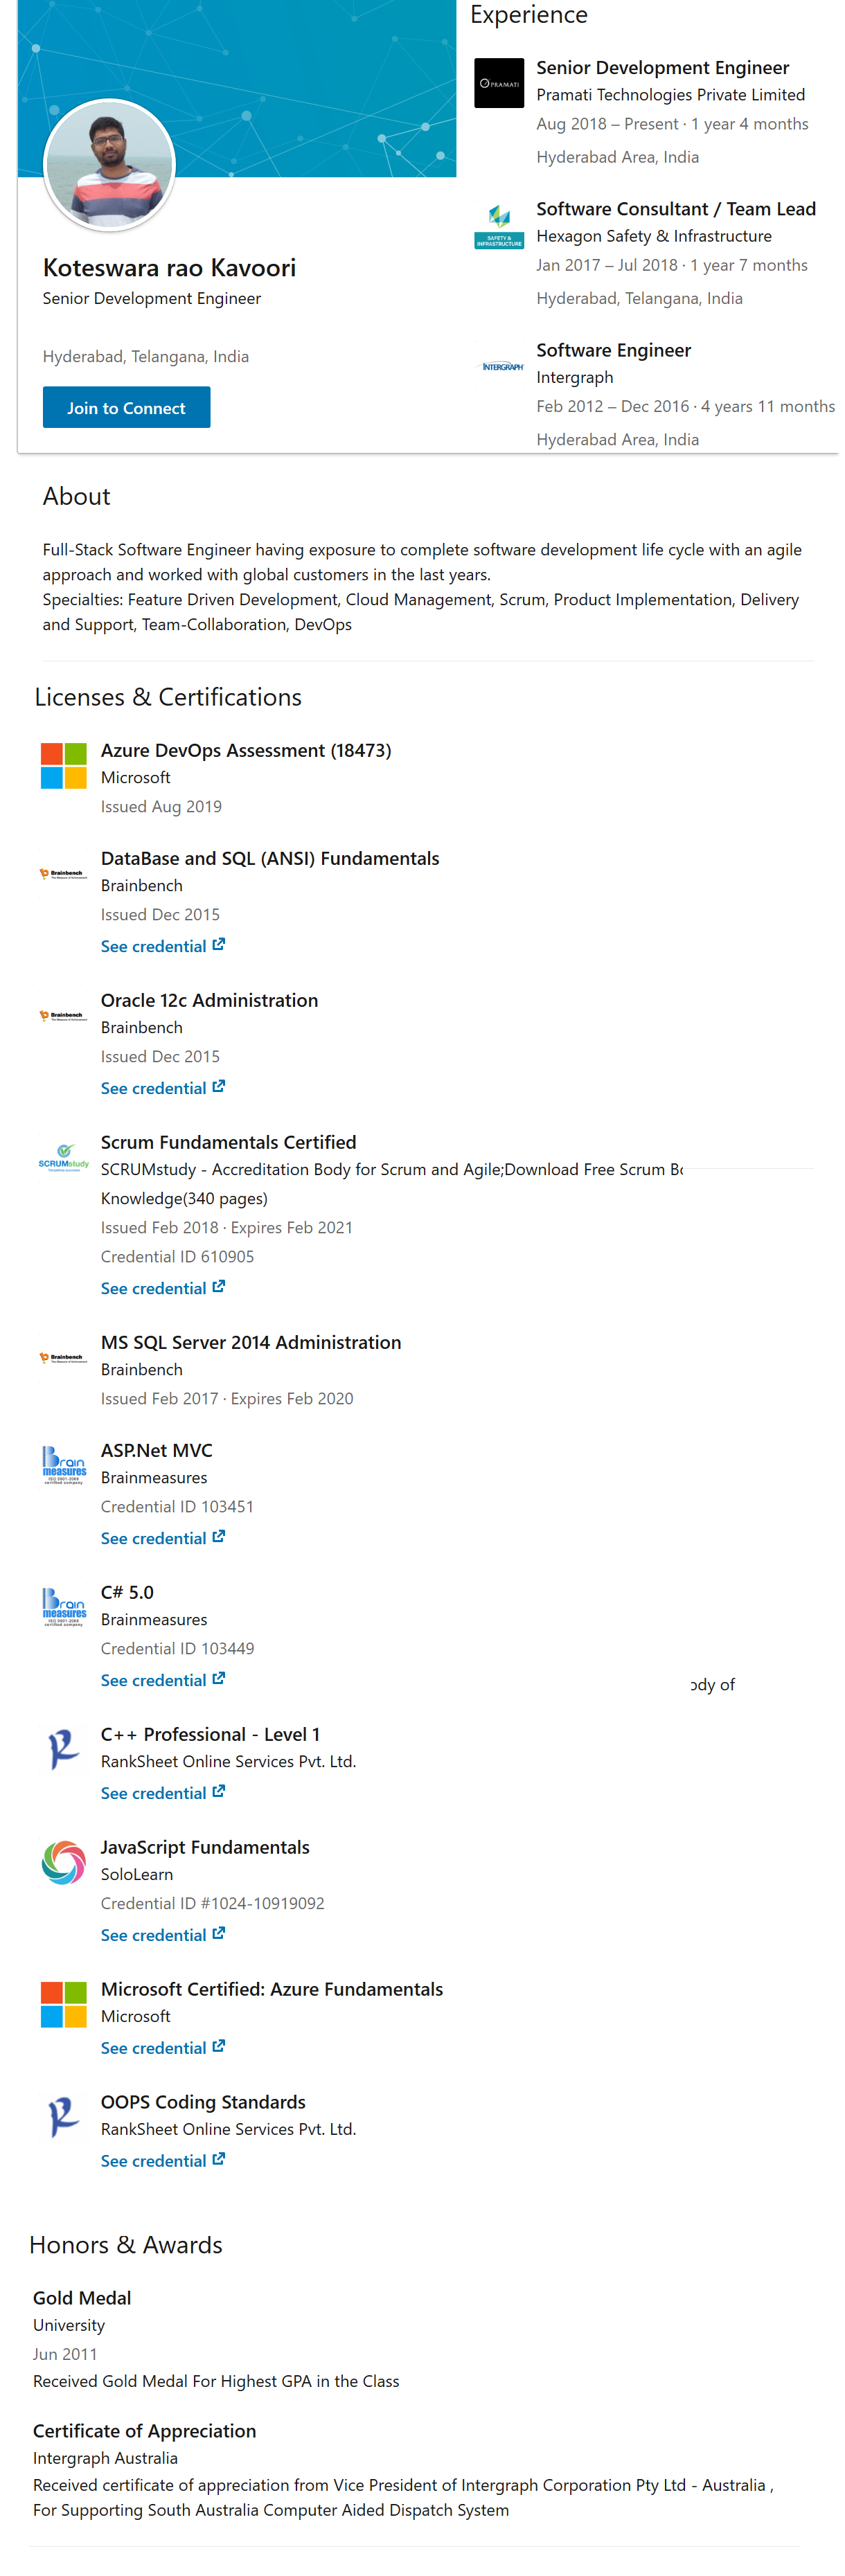 Koteswara rao Kavoori
Senior Development Engineer
Hyderabad, Telangana, India
Join to Connect
Experience
PRAMATI
Senior Development Engineer
Pramati Technologies Private Limited
Aug 2018 – Present · 1 year 4 months
Hyderabad Area, India
SAFETY &
INFRASTRUCTURE
Software Consultant / Team Lead
Hexagon Safety & Infrastructure
Jan 2017 – Jul 2018 · 1 year 7 months
Hyderabad, Telangana, India
INTERGRAPH
Software Engineer
Intergraph
Feb 2012 – Dec 2016 · 4 years 11 months
Hyderabad Area, India
About
Full-Stack Software Engineer having exposure to complete software development life cycle with an agile
approach and worked with global customers in the last years.
Specialties: Feature Driven Development, Cloud Management, Scrum, Product Implementation, Delivery
and Support, Team-Collaboration, DevOps
Licenses & Certifications
Azure DevOps Assessment (18473)
Microsoft
Issued Aug 2019
Brainbench
DataBase and SQL (ANSI) Fundamentals
Brainbench
Issued Dec 2015
See credential
Brainbench
Oracle 12c Administration
Brainbench
Issued Dec 2015
See credential
SCRUMstudy
Scrum Fundamentals Certified
SCRUMstudy - Accreditation Body for Scrum and Agile;Download Free Scrum Bo
Knowledge(340 pages)
Issued Feb 2018 · Expires Feb 2021
Credential ID 610905
See credential
Brainbench
MS SQL Server 2014 Administration
Brainbench
Issued Feb 2017 · Expires Feb 2020
Brain
measures
ASP.Net MVC
Brainmeasures
Credential ID 103451
See credential
Brain
measures
C# 5.0
Brainmeasures
Credential ID 103449
See credential
ody of
C++ Professional - Level 1
RankSheet Online Services Pvt. Ltd.
See credential
JavaScript Fundamentals
SoloLearn
Credential ID #1024-10919092
See credential
Microsoft Certified: Azure Fundamentals
Microsoft
See credential
OOPS Coding Standards
RankSheet Online Services Pvt. Ltd.
See credential
Honors & Awards
Gold Medal
University
Jun 2011
Received Gold Medal For Highest GPA in the Class
Certificate of Appreciation
Intergraph Australia
Received certificate of appreciation from Vice President of Intergraph Corporation Pty Ltd - Australia ,
For Supporting South Australia Computer Aided Dispatch System